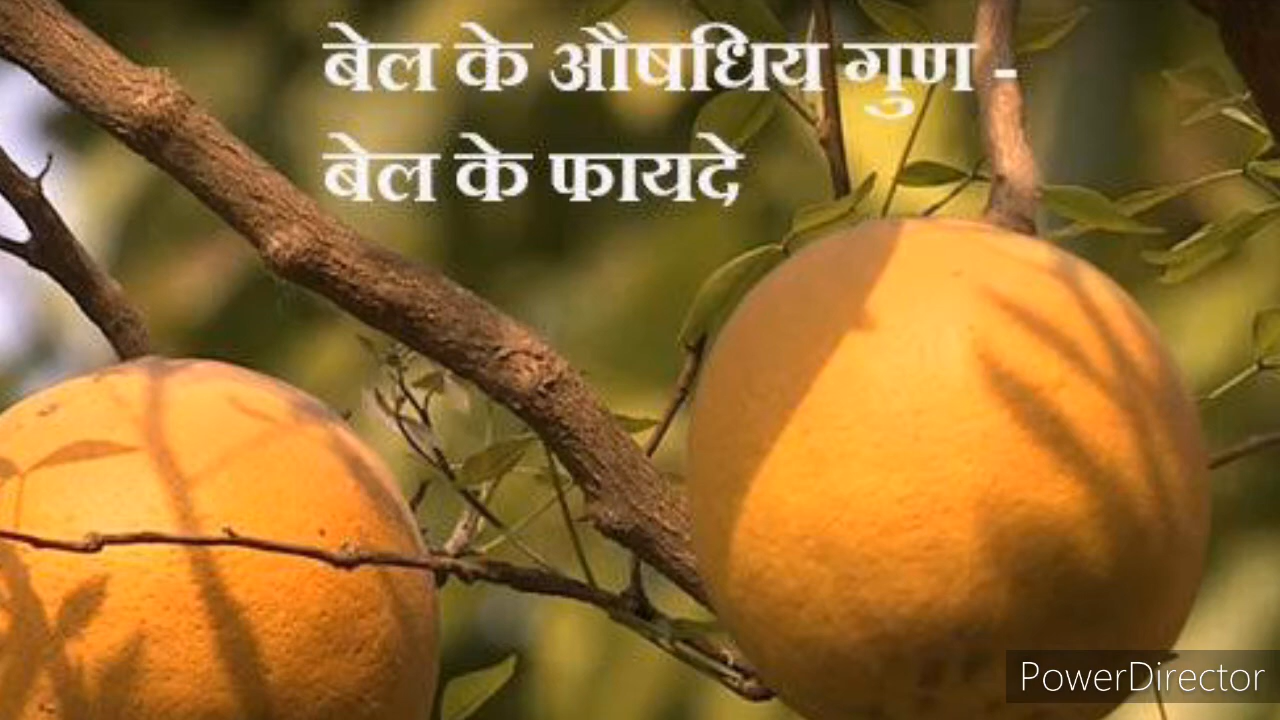 बेल के औषधिय गुण -
बेल के फायदे
PowerDirector